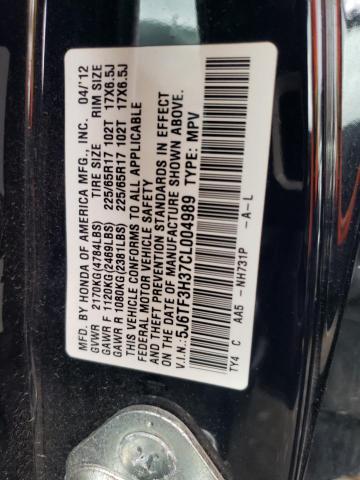 MFD. BY HONDA OF AMERICA MFG., INC. 04/'12
GVWR 2170KG(4784LBS) TIRE SIZE RIM SIZE
GAWR F 1120KG(2469LBS) 225/65R17 102T 17X6.5J
GAWR R 1080KG(2381LBS) 225/65R17 102T 17X6.5J
THIS VEHICLE CONFORMS TO ALL APPLICABLE
FEDERAL MOTOR VEHICLE SAFETY
AND THEFT PREVENTION STANDARDS IN EFFECT
ON THE DATE OF MANUFACTURE SHOWN ABOVE.
V.I.N.: 5J6TF3H37CL004989 TYPE: MPV
TY4 C AA5 -NH731P -A-L